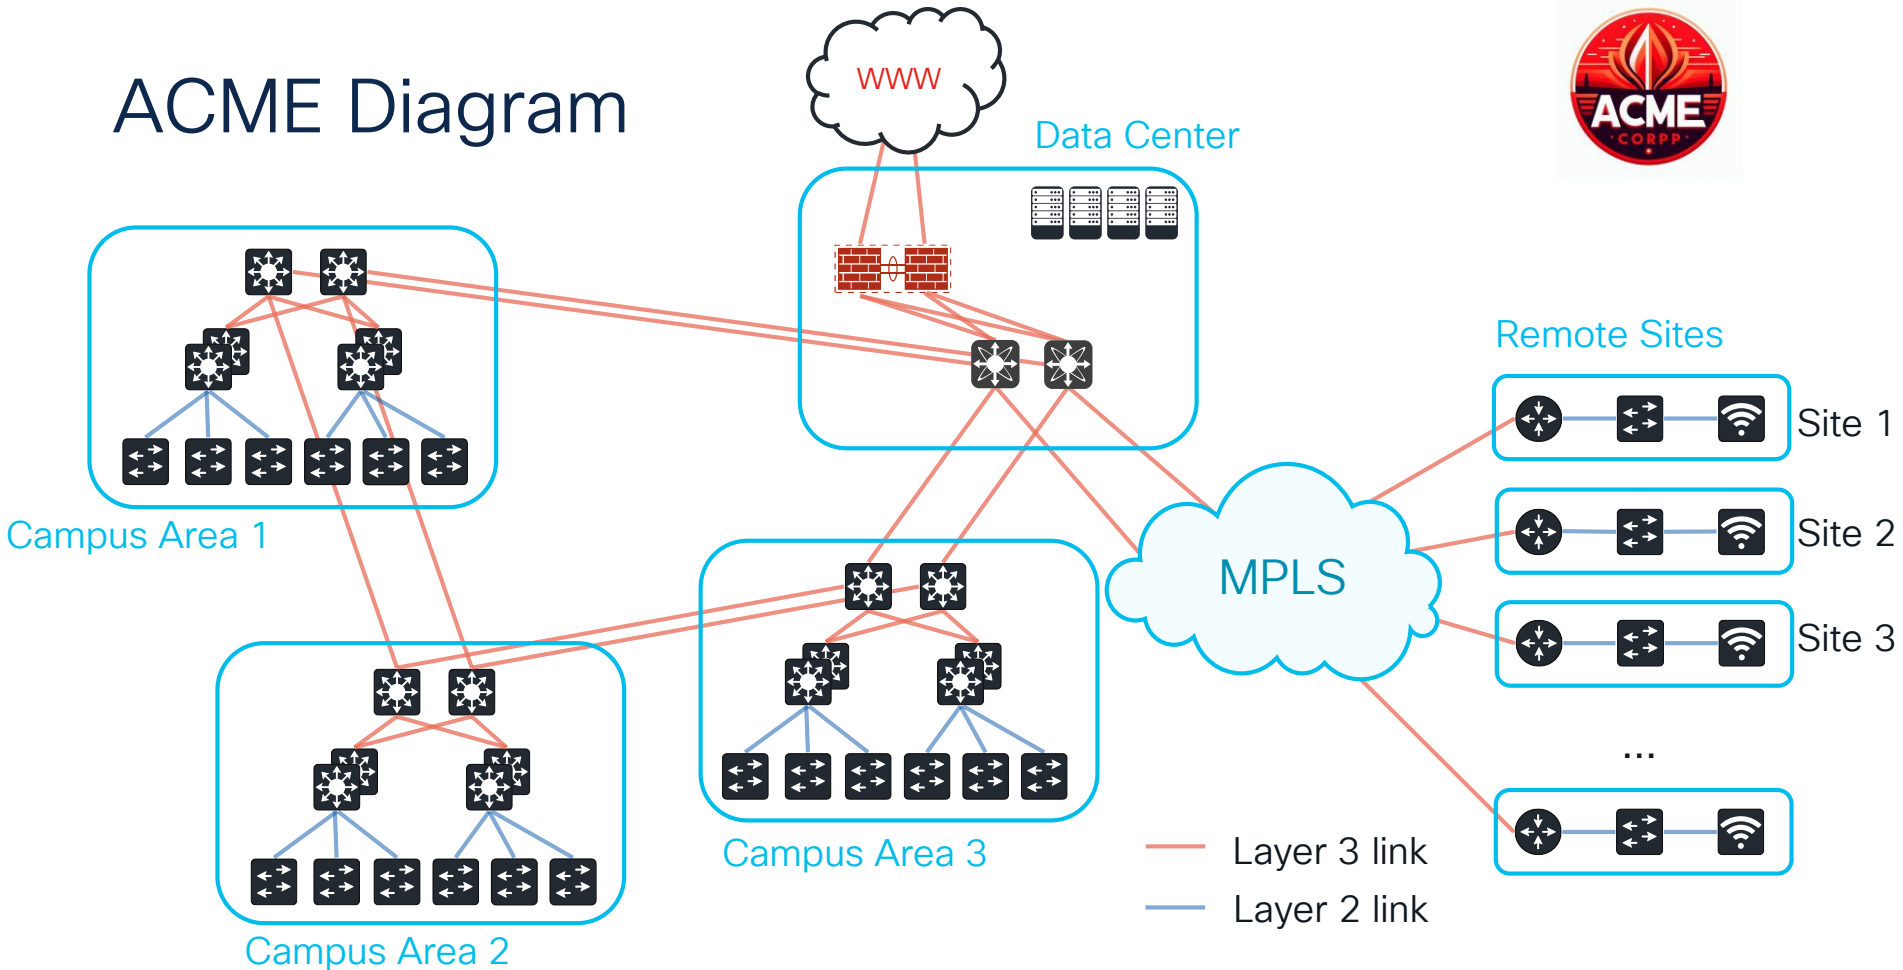 ACME Diagram
WWW
Data Center
ACME
CORPP
Remote Sites
Site 1
Site 2
Site 3
...
Campus Area 1
MPLS
Campus Area 3
Layer 3 link
Layer 2 link
Campus Area 2